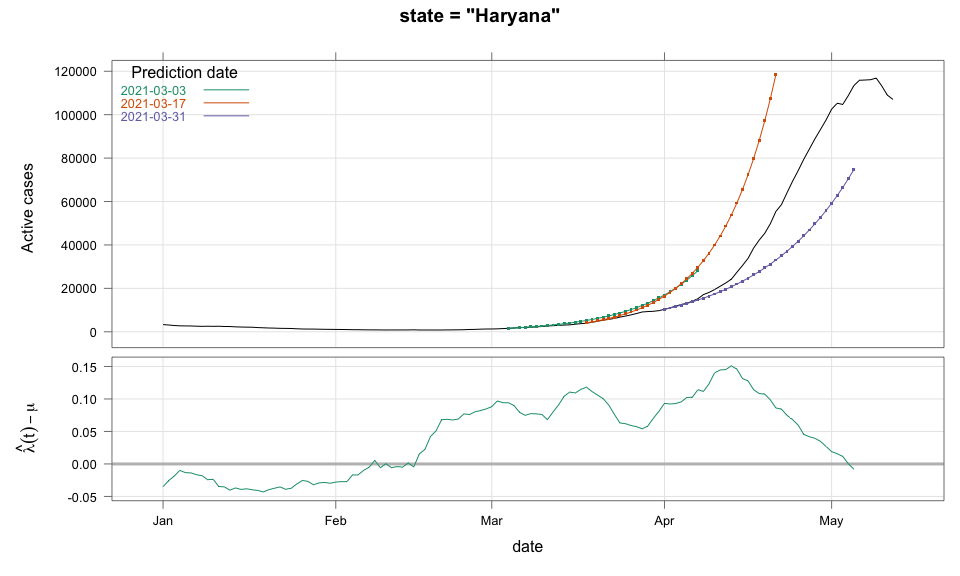 state = "Haryana"
Prediction date
2021-03-03
2021-03-17
2021-03-31
Active cases
120000
100000
80000
60000
40000
20000
0
λ̂(t) − μ
0.15
0.10
0.05
0.00
-0.05
Jan Feb Mar Apr May
date